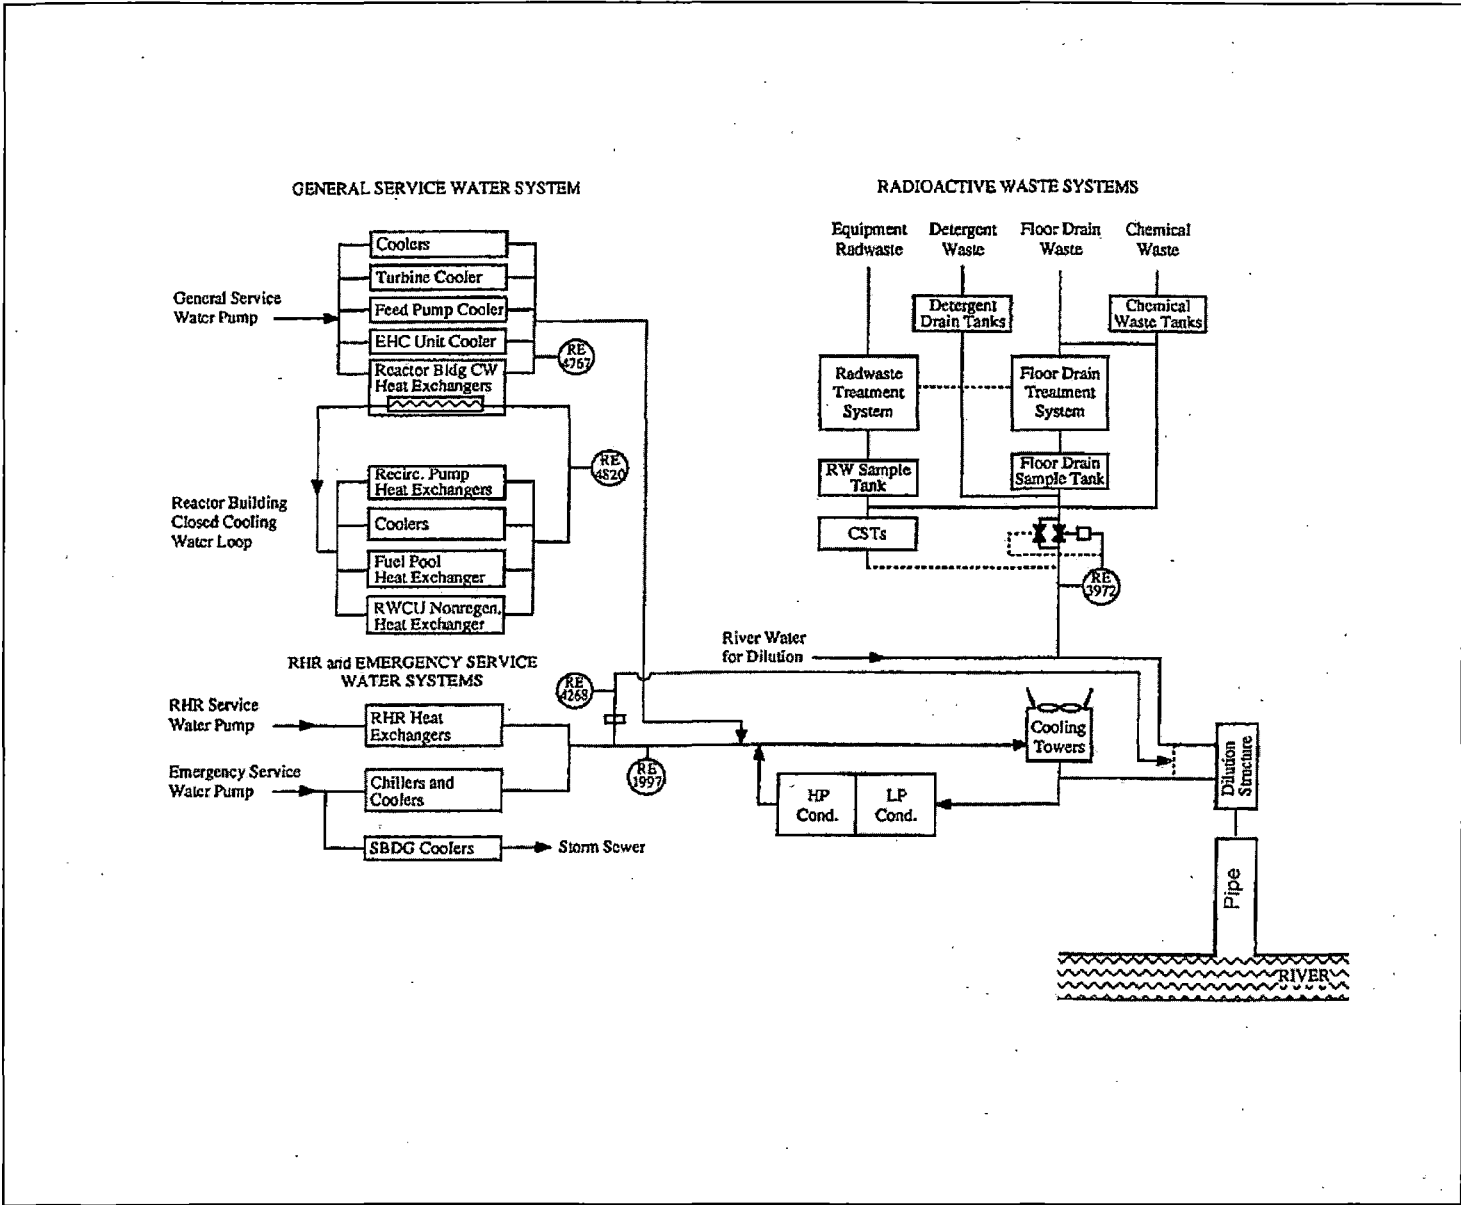 GENERAL SERVICE WATER SYSTEM
General Service
Water Pump
Coolers
Turbine Cooler
Feed Pump Cooler
EHC Unit Cooler
Reactor Bldg CW
Heat Exchangers
RE
4767
RE
4820
Reactor Building
Closed Cooling
Water Loop
Recirc. Pump
Heat Exchangers
Coolers
Fuel Pool
Heat Exchanger
RWCU Nonregen.
Heat Exchanger
RHR and EMERGENCY SERVICE
WATER SYSTEMS
RHR Service
Water Pump
RHR Heat
Exchangers
Emergency Service
Water Pump
Chillers and
Coolers
SBDG Coolers
Storm Sewer
RE
4268
RE
1997
RADIOACTIVE WASTE SYSTEMS
Equipment
Radwaste
Detergent
Waste
Floor Drain
Waste
Chemical
Waste
Detergent
Drain Tanks
Chemical
Waste Tanks
Radwaste
Treatment
System
Floor Drain
Treatment
System
RW Sample
Tank
Floor Drain
Sample Tank
CSTs
RE
3972
River Water
for Dilution
Cooling
Towers
HP
Cond.
LP
Cond.
Dilution
Structure
Pipe
RIVER